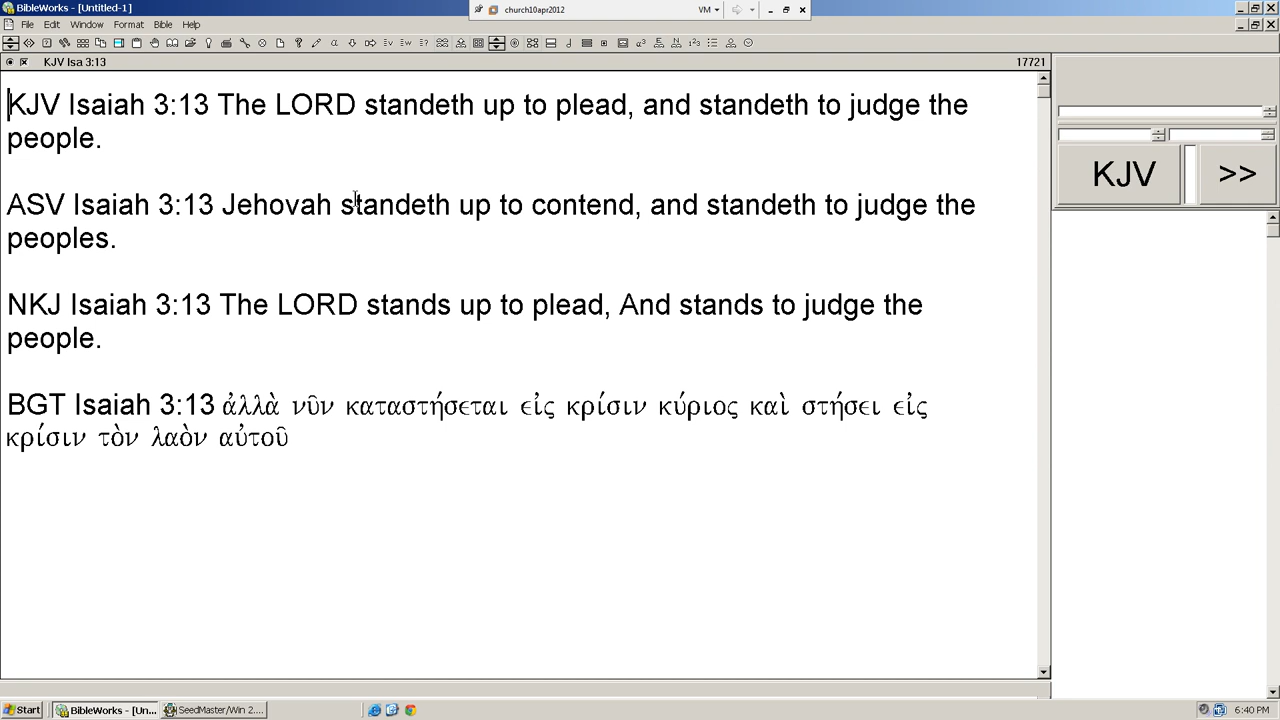 BibleWorks - [Untitled-1]
church10apr2012
VM
File Edit Window Format Bible Help
KJV Isa 3:13
17721
KJV Isaiah 3:13 The LORD standeth up to plead, and standeth to judge the
people.
ASV Isaiah 3:13 Jehovah standeth up to contend, and standeth to judge the
peoples.
NKJ Isaiah 3:13 The LORD stands up to plead, And stands to judge the
people.
BGT Isaiah 3:13 ἀλλὰ νῦν καταστήσεται εἰς κρίσιν κύριος καὶ στήσει εἰς
κρίσιν τὸν λαὸν αὐτοῦ
KJV >>
Start
BibleWorks - [Un...
SeedMaster/Win 2....
6:40 PM